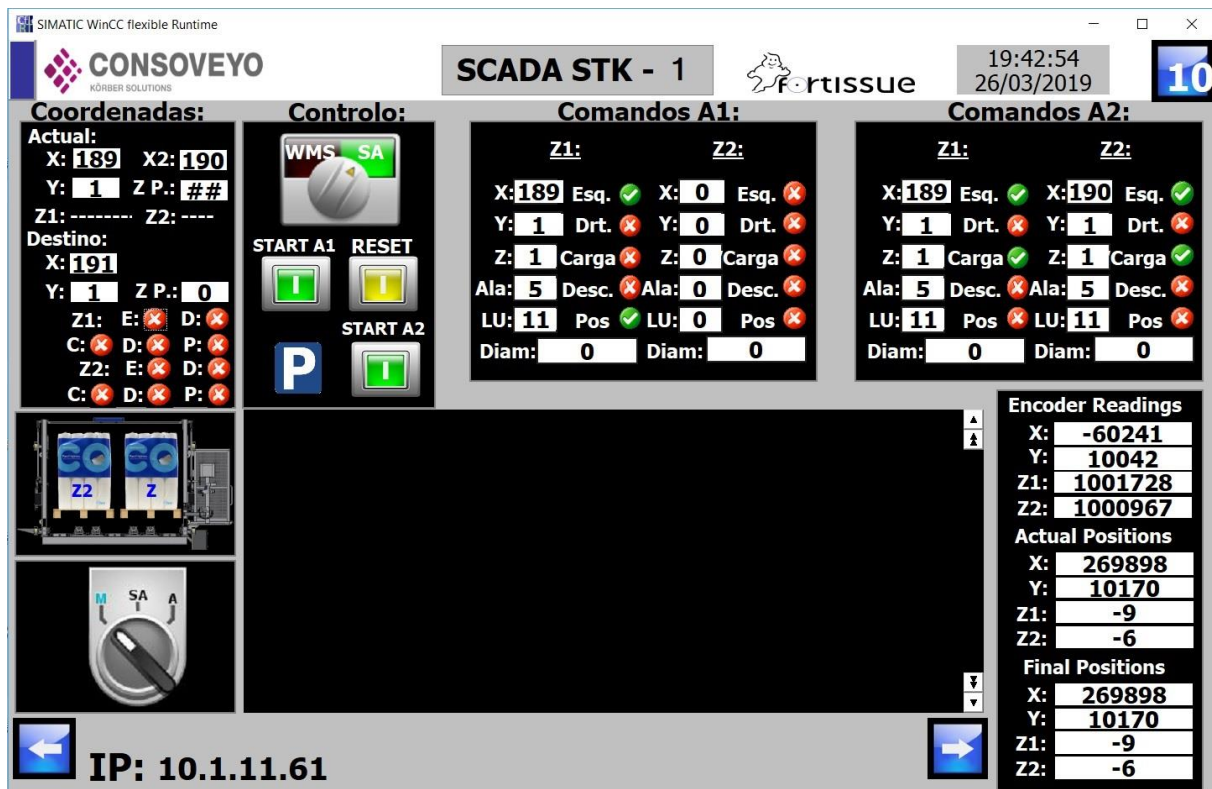 SIMATIC WinCC flexible Runtime
CONSOVEYO
KÖRBER SOLUTIONS
SCADA STK - 1
Fortissue
19:42:54
26/03/2019
10
Coordenadas:
Actual:
X: 189 X2: 190
Y: 1 Z P.: ##
Z1: ------- Z2: ----
Destino:
X: 191
Y: 1 Z P.: 0
Z1: E: D:
C: D: P:
Z2: E: D:
C: D: P:
Controlo:
WMS SA
START A1 RESET
START A2
P
Comandos A1:
Z1: Z2:
X: 189 Esq. X: 0 Esq.
Y: 1 Drt. Y: 0 Drt.
Z: 1 Carga Z: 0 Carga
Ala: 5 Desc. Ala: 0 Desc.
LU: 11 Pos LU: 0 Pos
Diam: 0 Diam: 0
Comandos A2:
Z1: Z2:
X: 189 Esq. X: 190 Esq.
Y: 1 Drt. Y: 1 Drt.
Z: 1 Carga Z: 1 Carga
Ala: 5 Desc. Ala: 5 Desc.
LU: 11 Pos LU: 11 Pos
Diam: 0 Diam: 0
CO CO
Z2 Z
M SA A
Encoder Readings
X: -60241
Y: 10042
Z1: 1001728
Z2: 1000967
Actual Positions
X: 269898
Y: 10170
Z1: -9
Z2: -6
Final Positions
X: 269898
Y: 10170
Z1: -9
Z2: -6
IP: 10.1.11.61